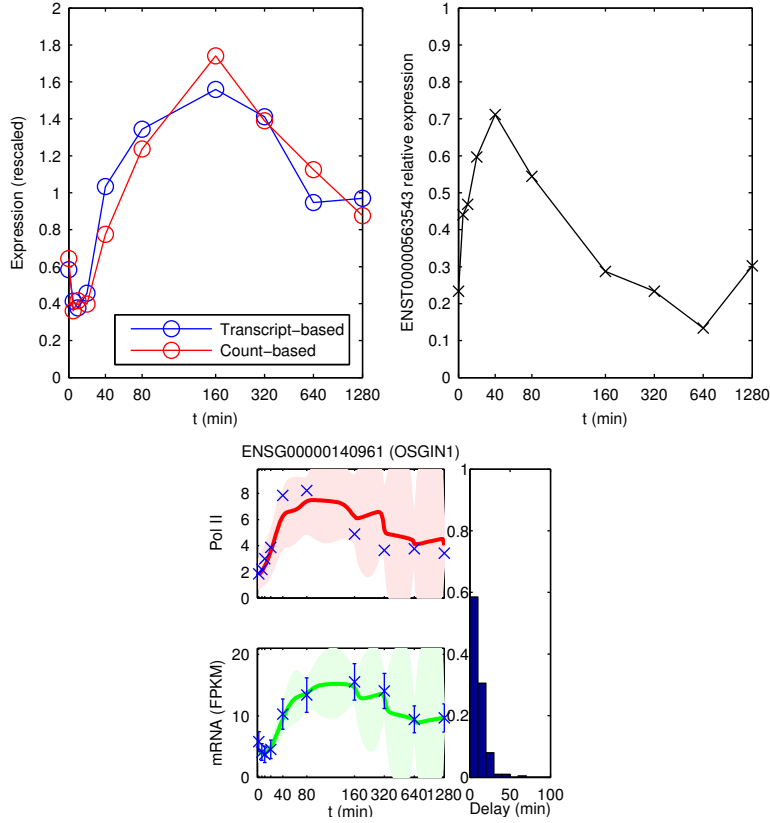 2
1.8
1.6
1.4
1.2
1
0.8
0.6
0.4
0.2
0
Expression (rescaled)
Transcript−based
Count−based
0 40 80 160 320 640 1280
t (min)
1
0.9
0.8
0.7
0.6
0.5
0.4
0.3
0.2
0.1
0
ENST00000563543 relative expression
0 40 80 160 320 640 1280
t (min)
ENSG00000140961 (OSGIN1)
8
6
4
2
0
Pol II
20
10
0
mRNA (FPKM)
0 40 80 160 320 640 1280
t (min)
1
0.8
0.6
0.4
0.2
0
0 50 100
Delay (min)